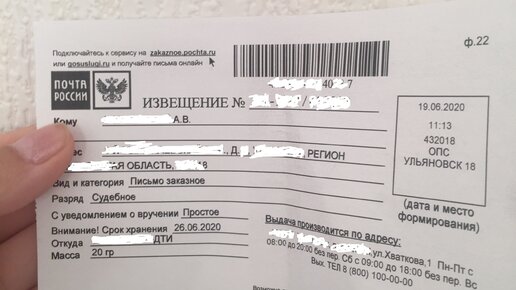 Подключайтесь к сервису на zakaznoe.pochta.ru
или gosuslugi.ru и получайте письма онлайн
ф.22
ПОЧТА
РОССИИ
ИЗВЕЩЕНИЕ №
40 7
Кому А.В.
ес Д. РЕГИОН
АЯ ОБЛАСТЬ,
Вид и категория Письмо заказное
Разряд Судебное
С уведомлением о вручении Простое
Внимание! Срок хранения 26.06.2020
Откуда ДТИ
Масса 20 гр
19.06.2020
11:13
432018
ОПС
УЛЬЯНОВСК 18
(дата и место
формирования)
Выдача производится по адресу:
ул.Хваткова,1 Пн-Пт с
08:00 до 20:00 без пер. Сб с 09:00 до 18:00 без пер. Вс
Вых. ТЕЛ 8 (800) 100-00-00